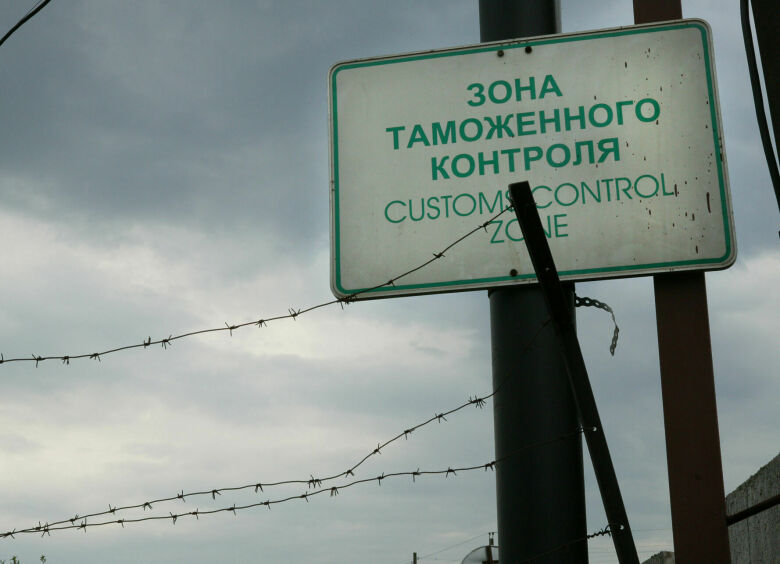 ЗОНА
ТАМОЖЕННОГО
КОНТРОЛЯ
CUSTOMS CONTROL
ZONE